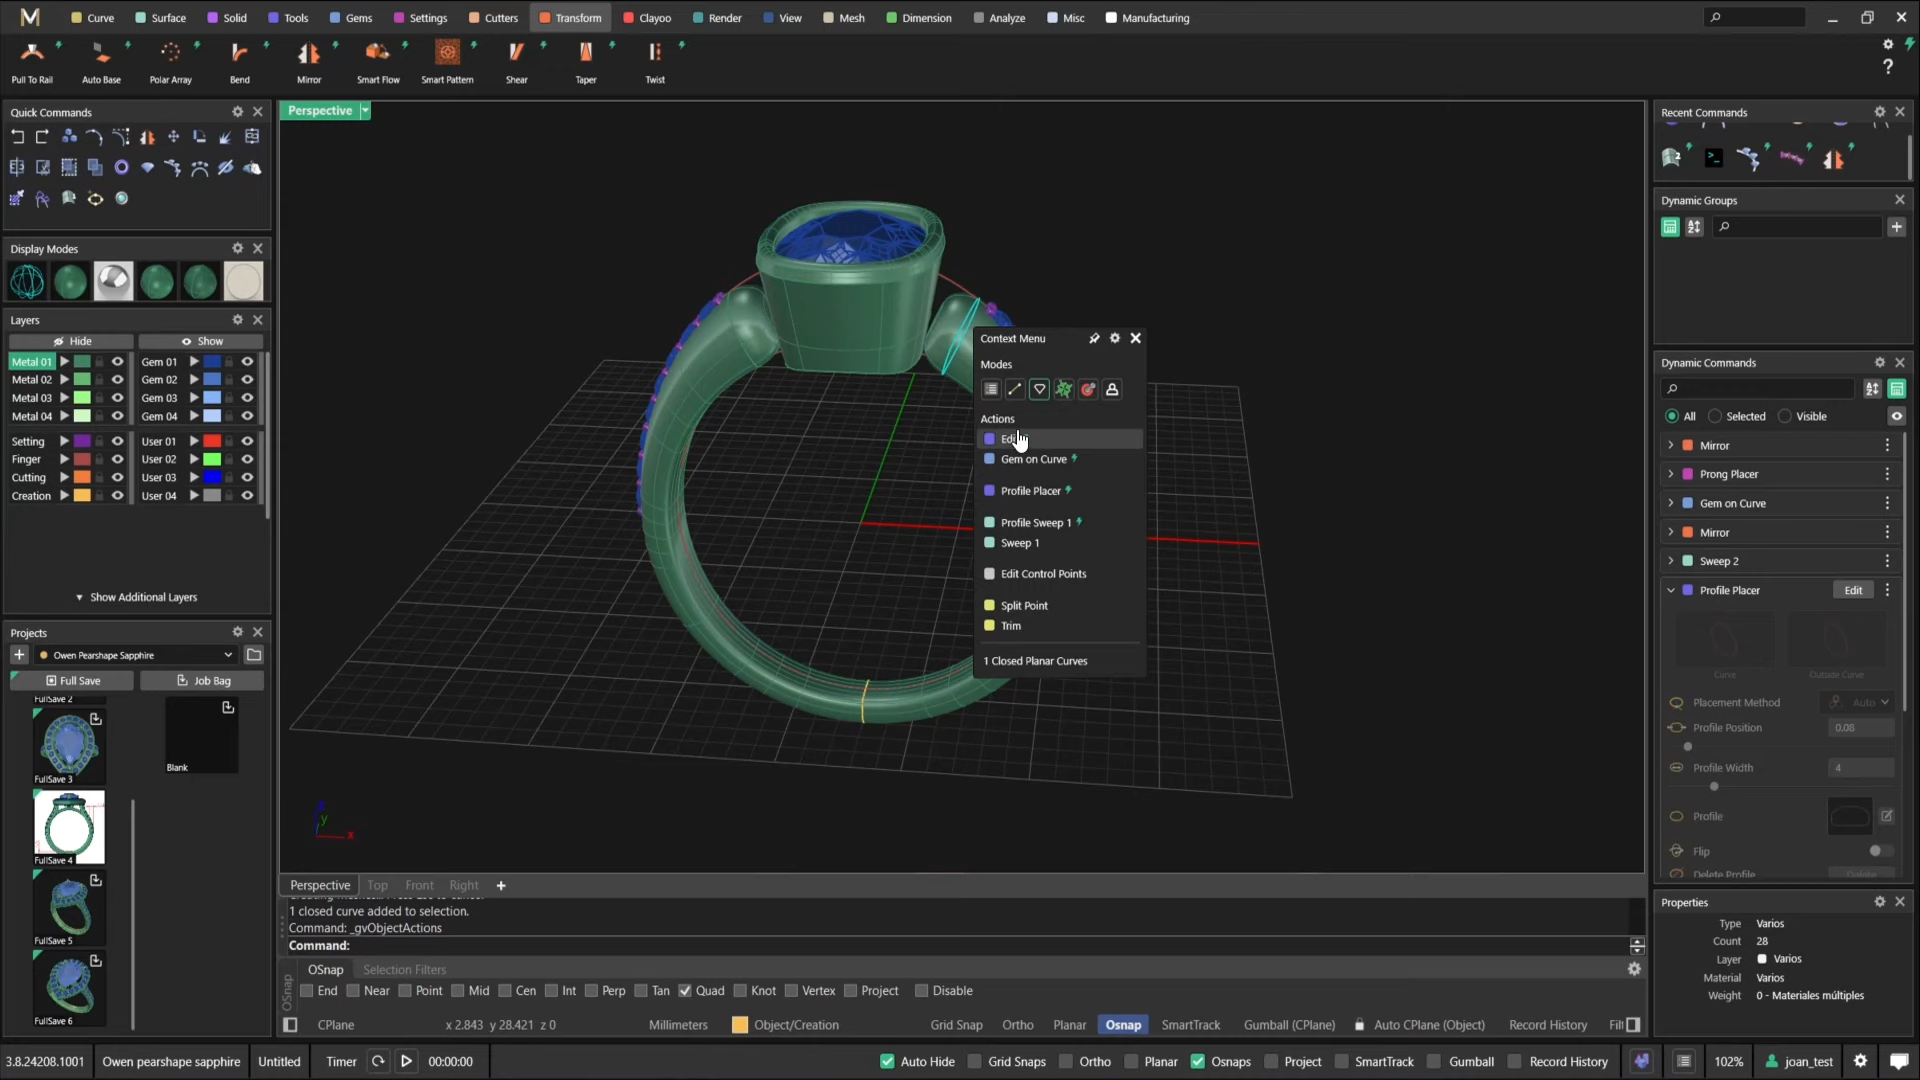 Curve Surface Solid Tools Gems Settings Cutters Transform Clayoo Render View Mesh Dimension Analyze Misc Manufacturing
Pull To Rail Auto Base Polar Array Bend Mirror Smart Flow Smart Pattern Shear Taper Twist
Quick Commands
Display Modes
Layers
Hide Show
Metal 01 Gem 01
Metal 02 Gem 02
Metal 03 Gem 03
Metal 04 Gem 04
Setting User 01
Finger User 02
Cutting User 03
Creation User 04
Show Additional Layers
Projects
Owen Pearshape Sapphire
Full Save Job Bag
FullSave 2
Blank
FullSave 3
FullSave 4
FullSave 5
FullSave 6
Perspective
x
y
Context Menu
Modes
Actions
Gem on Curve
Profile Placer
Profile Sweep 1
Sweep 1
Edit Control Points
Split Point
Trim
1 Closed Planar Curves
Perspective Top Front Right +
1 closed curve added to selection.
Command: _gvObjectActions
Command:
OSnap
OSnap Selection Filters
End Near Point Mid Cen Int Perp Tan Quad Knot Vertex Project Disable
CPlane x 2.843 y 28.421 z 0 Millimeters Object/Creation Grid Snap Ortho Planar Osnap SmartTrack Gumball (CPlane) Auto CPlane (Object) Record History Filt
Recent Commands
Dynamic Groups
Dynamic Commands
All Selected Visible
Mirror
Prong Placer
Gem on Curve
Mirror
Sweep 2
Profile Placer Edit
Curve Outside Curve
Placement Method Auto
Profile Position 0.08
Profile Width 4
Profile
Flip
Delete Profile Delete
Properties
Type Varios
Count 28
Layer Varios
Material Varios
Weight 0 - Materiales múltiples
3.8.24208.1001 Owen pearshape sapphire Untitled Timer 00:00:00 Auto Hide Grid Snaps Ortho Planar Osnaps Project SmartTrack Gumball Record History 102% joan_test